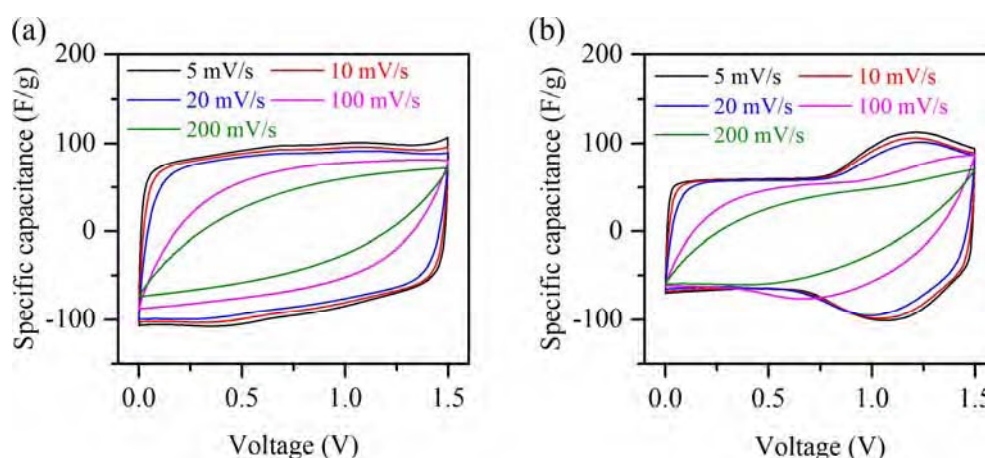 (a)
200
5 mV/s 10 mV/s
20 mV/s 100 mV/s
200 mV/s
100
0
-100
0.0 0.5 1.0 1.5
Voltage (V)
Specific capacitance (F/g)
(b)
200
5 mV/s 10 mV/s
20 mV/s 100 mV/s
200 mV/s
100
0
-100
0.0 0.5 1.0 1.5
Voltage (V)
Specific capacitance (F/g)